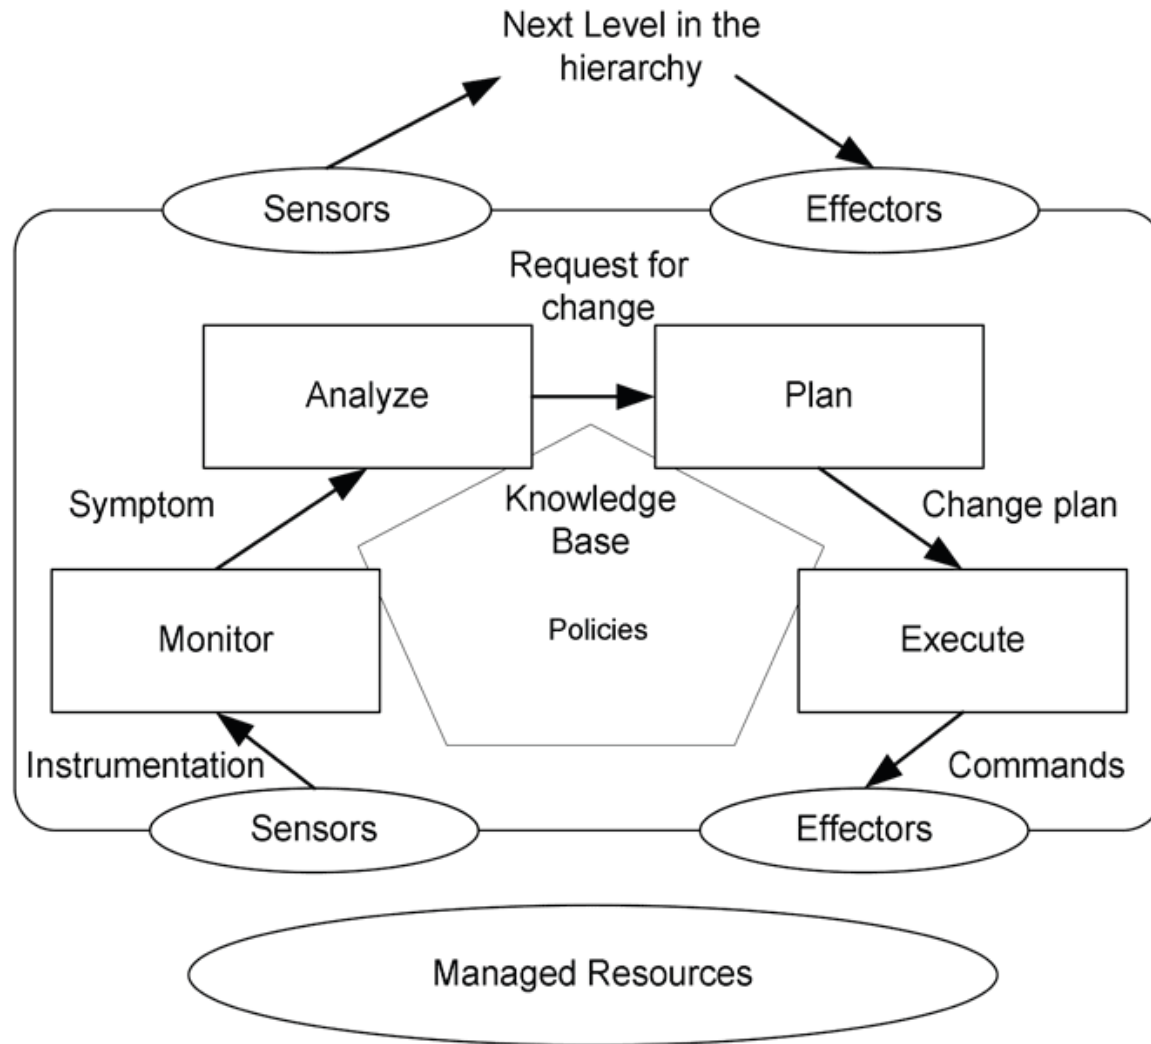 Next Level in the
hierarchy
Sensors
Effectors
Request for
change
Analyze
Plan
Symptom
Knowledge
Base
Change plan
Policies
Monitor
Execute
Instrumentation
Commands
Sensors
Effectors
Managed Resources